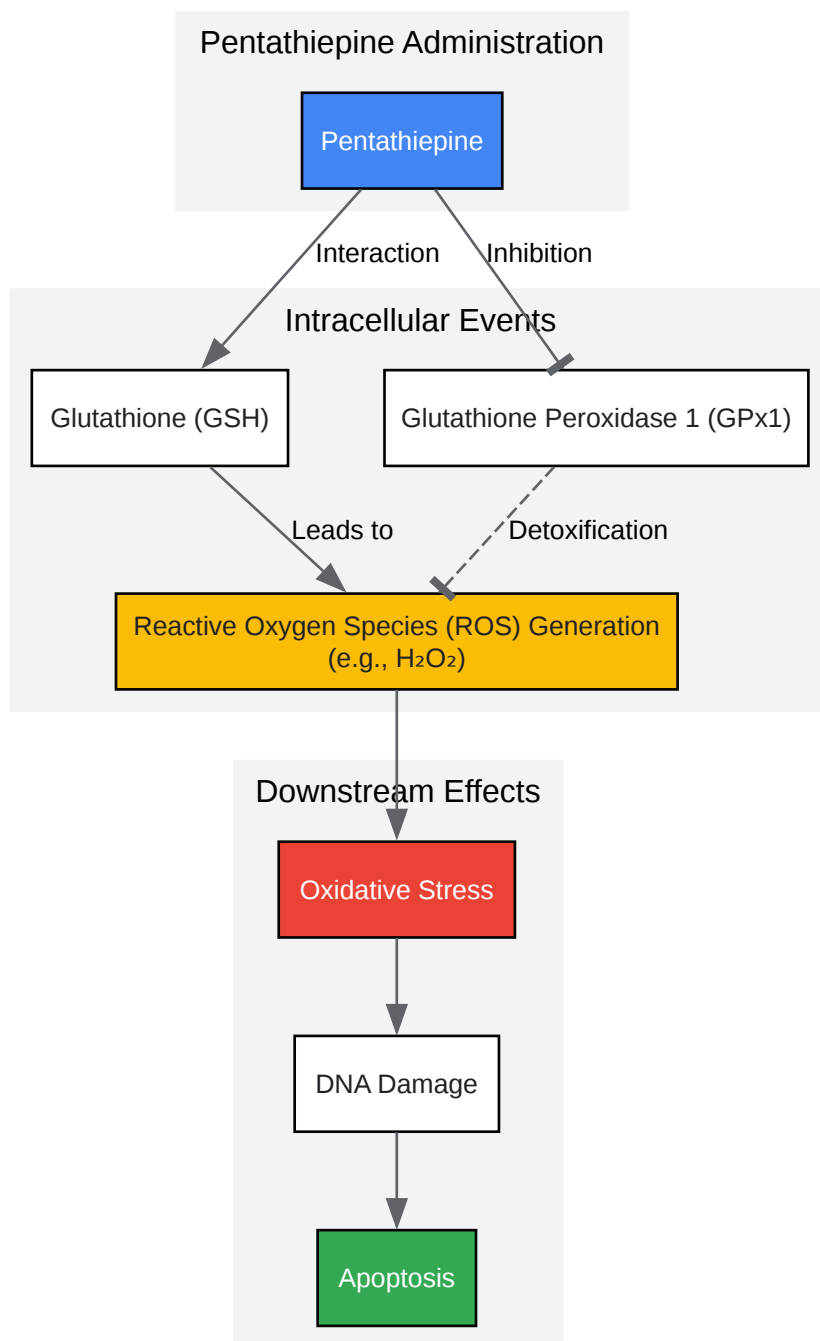 Pentathiepine Administration
Pentathiepine
Interaction
Inhibition
Intracellular Events
Glutathione (GSH)
Glutathione Peroxidase 1 (GPx1)
Leads to
Detoxification
Reactive Oxygen Species (ROS) Generation
(e.g., H₂O₂)
Downstream Effects
Oxidative Stress
DNA Damage
Apoptosis